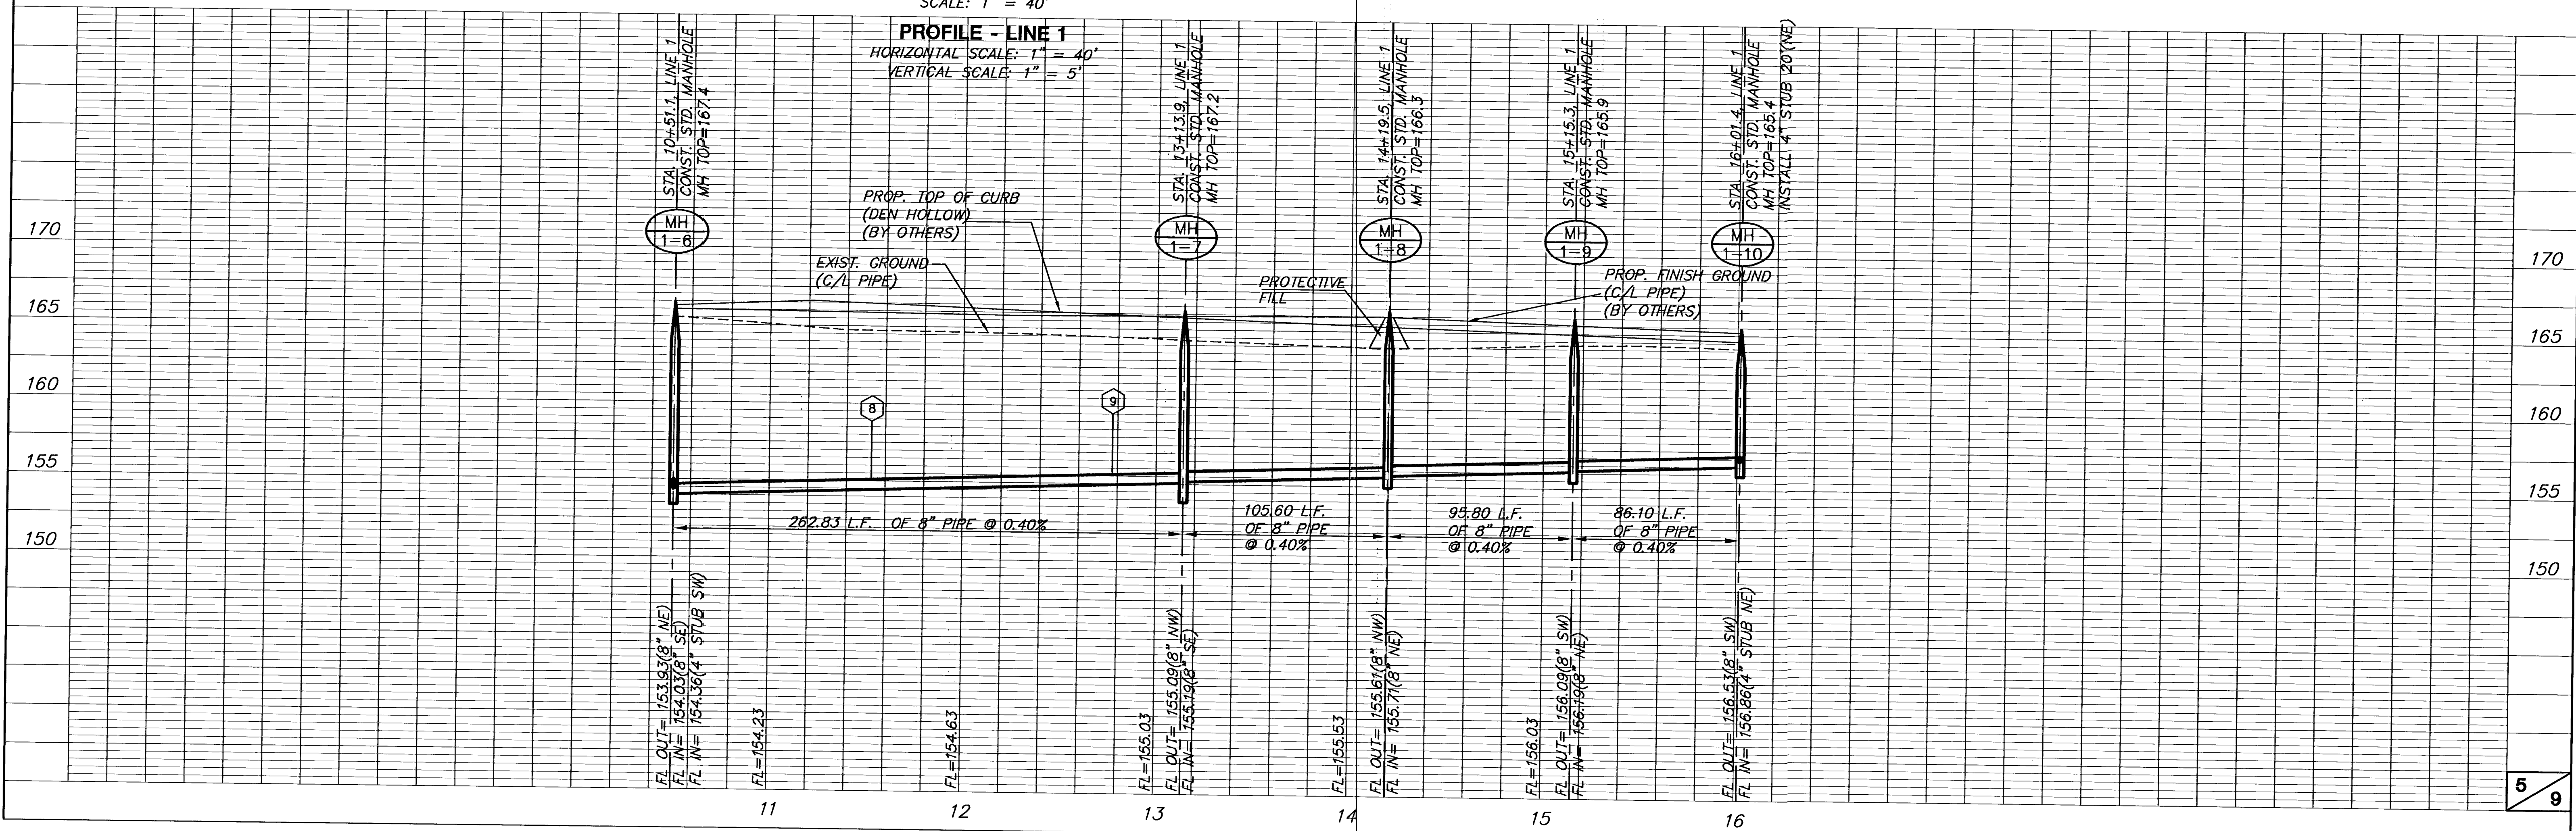 SCALE: 1" = 40'
PROFILE - LINE 1
HORIZONTAL SCALE: 1" = 40'
VERTICAL SCALE: 1" = 5'
STA. 10+51.1, LINE 1
CONST. STD. MANHOLE
MH TOP=167.4
STA. 13+13.9, LINE 1
CONST. STD. MANHOLE
MH TOP=167.2
STA. 14+19.5, LINE 1
CONST. STD. MANHOLE
MH TOP=166.3
STA. 15+15.3, LINE 1
CONST. STD. MANHOLE
MH TOP=165.9
STA. 16+01.4, LINE 1
CONST. STD. MANHOLE
MH TOP=165.4
INSTALL 4" STUB 20'(NE)
MH
1-6
MH
1-7
MH
1-8
MH
1-9
MH
1-10
PROP. TOP OF CURB
(DEN HOLLOW)
(BY OTHERS)
EXIST. GROUND
(C/L PIPE)
PROTECTIVE
FILL
PROP. FINISH GROUND
(C/L PIPE)
(BY OTHERS)
170
165
160
155
150
170
165
160
155
150
8
9
262.83 L.F. OF 8" PIPE @ 0.40%
105.60 L.F.
OF 8" PIPE
@ 0.40%
95.80 L.F.
OF 8" PIPE
@ 0.40%
86.10 L.F.
OF 8" PIPE
@ 0.40%
FL OUT= 153.93(8" NE)
FL IN= 154.03(8" SE)
FL IN= 154.36(4" STUB SW)
FL=154.23
FL=154.63
FL=155.03
FL OUT= 155.09(8" NW)
FL IN= 155.19(8" SE)
FL=155.53
FL OUT= 155.61(8" NW)
FL IN= 155.71(8" NE)
FL=156.03
FL OUT= 156.09(8" SW)
FL IN= 156.19(8" NE)
FL OUT= 156.53(8" SW)
FL IN= 156.86(4" STUB NE)
11
12
13
14
15
16
5
9